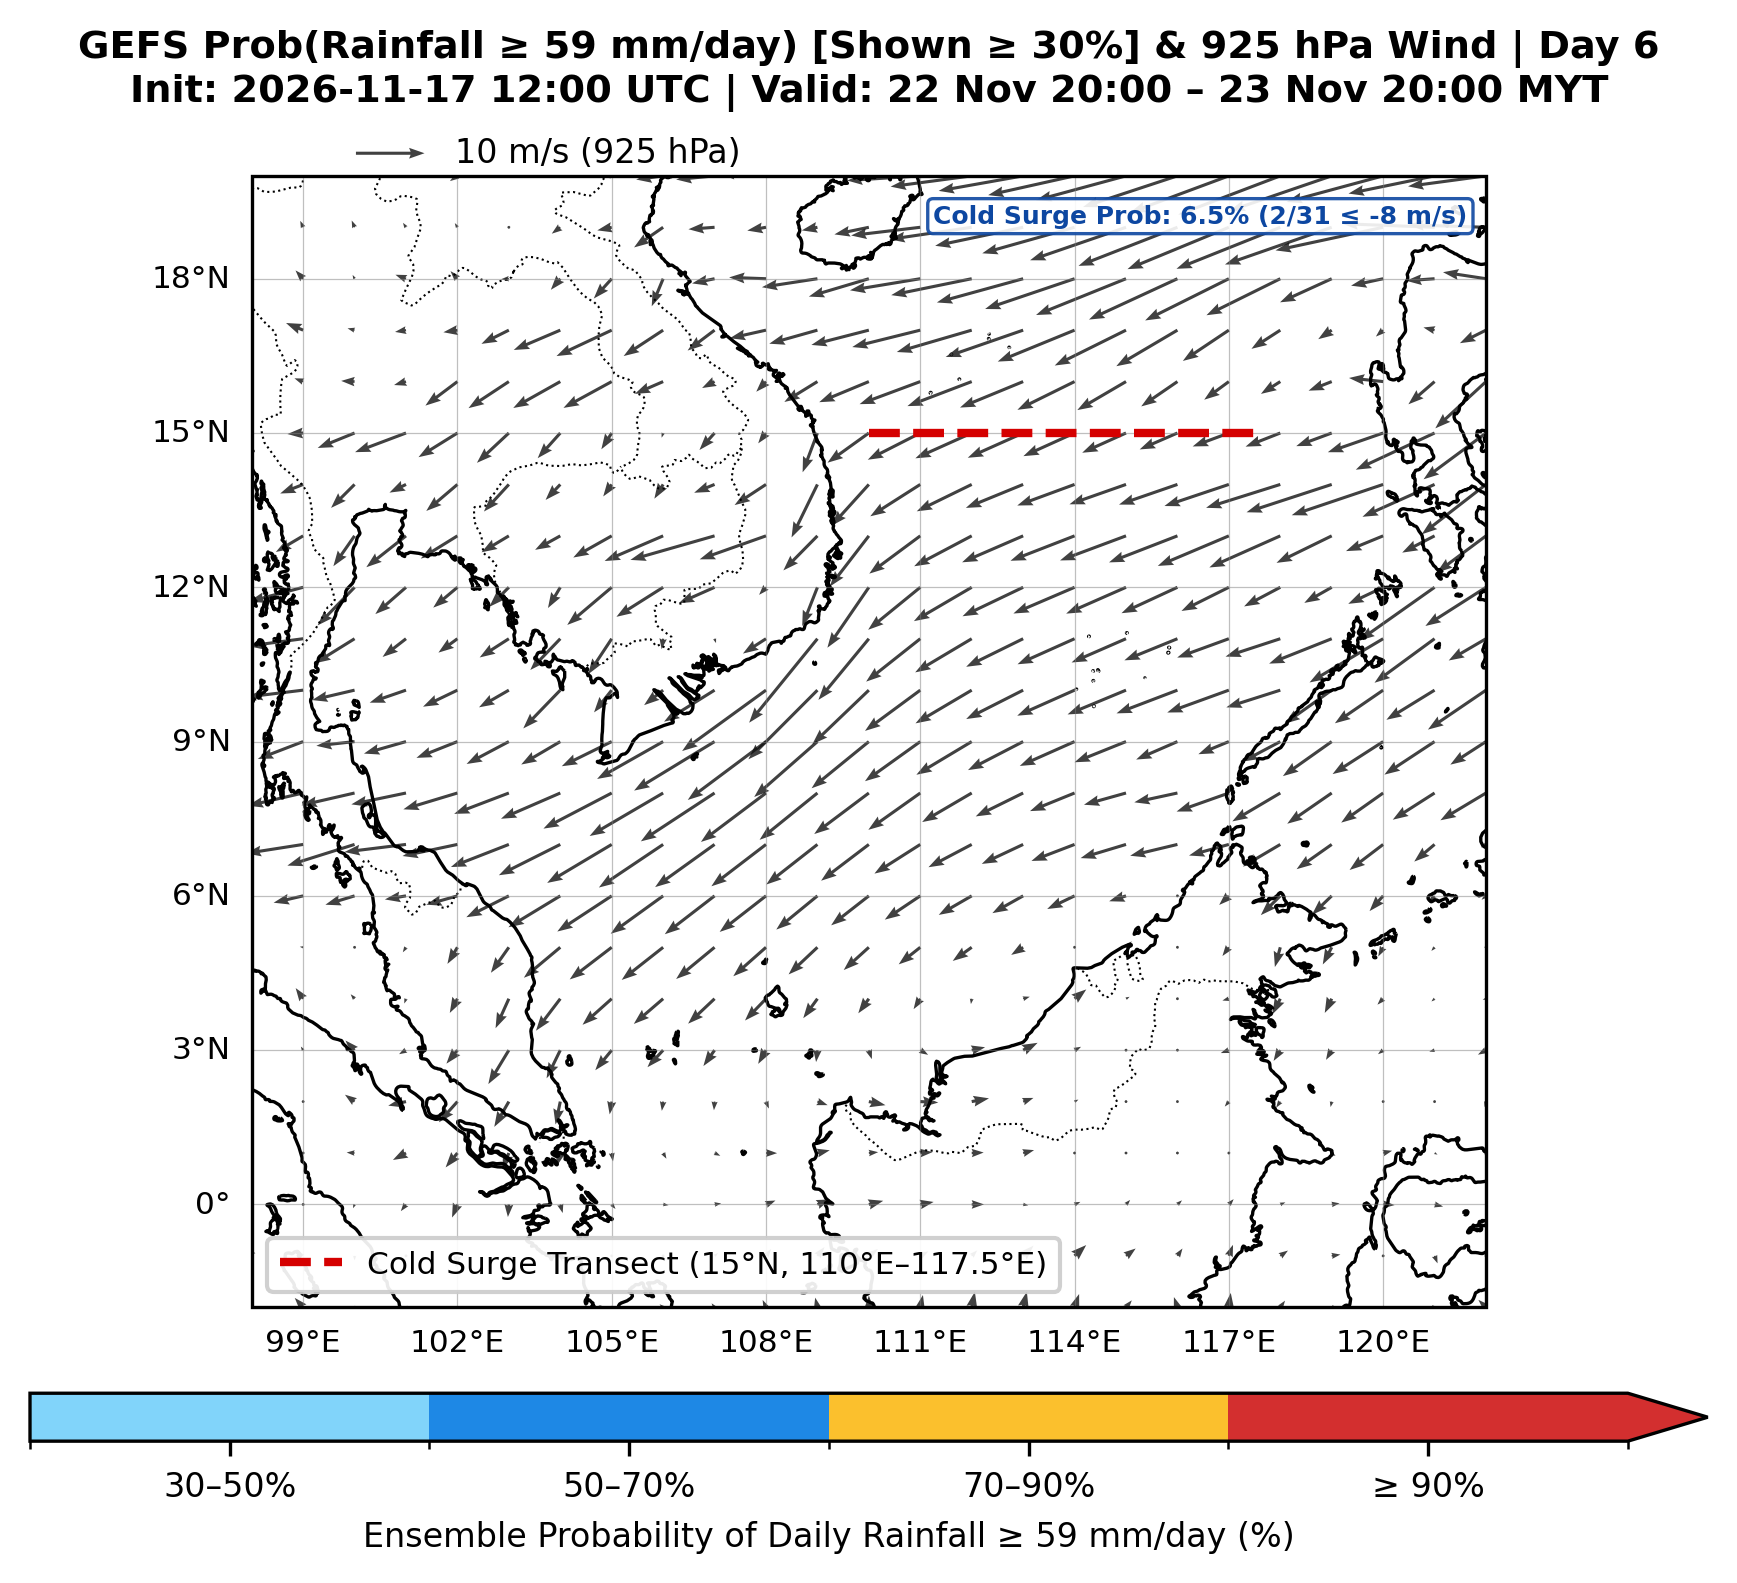 GEFS Prob(Rainfall ≥ 59 mm/day) [Shown ≥ 30%] & 925 hPa Wind | Day 6
Init: 2026-11-17 12:00 UTC | Valid: 22 Nov 20:00 – 23 Nov 20:00 MYT
10 m/s (925 hPa)
Cold Surge Prob: 6.5% (2/31 ≤ -8 m/s)
18°N
15°N
12°N
9°N
6°N
3°N
0°
Cold Surge Transect (15°N, 110°E–117.5°E)
99°E 102°E 105°E 108°E 111°E 114°E 117°E 120°E
30–50% 50–70% 70–90% ≥ 90%
Ensemble Probability of Daily Rainfall ≥ 59 mm/day (%)